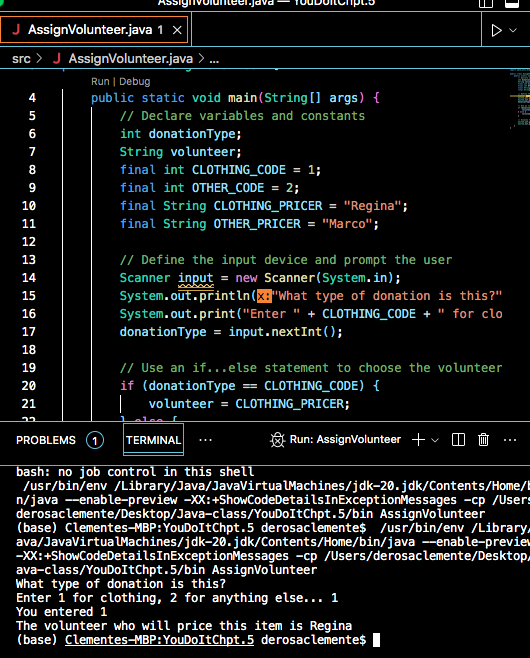 AssignVolunteer.java — YouDoItChpt.5
J AssignVolunteer.java 1 ×
src > J AssignVolunteer.java > ...
Run | Debug
4 public static void main(String[] args) {
5 // Declare variables and constants
6 int donationType;
7 String volunteer;
8 final int CLOTHING_CODE = 1;
9 final int OTHER_CODE = 2;
10 final String CLOTHING_PRICER = "Regina";
11 final String OTHER_PRICER = "Marco";
12
13 // Define the input device and prompt the user
14 Scanner input = new Scanner(System.in);
15 System.out.println(x:"What type of donation is this?"
16 System.out.print("Enter " + CLOTHING_CODE + " for clo
17 donationType = input.nextInt();
18
19 // Use an if...else statement to choose the volunteer
20 if (donationType == CLOTHING_CODE) {
21 volunteer = CLOTHING_PRICER;
22 } else {
PROBLEMS 1 TERMINAL ... Run: AssignVolunteer
bash: no job control in this shell
/usr/bin/env /Library/Java/JavaVirtualMachines/jdk-20.jdk/Contents/Home/b
n/java --enable-preview -XX:+ShowCodeDetailsInExceptionMessages -cp /Users
derosaclemente/Desktop/Java-class/YouDoItChpt.5/bin AssignVolunteer
(base) Clementes-MBP:YouDoItChpt.5 derosaclemente$ /usr/bin/env /Library/
ava/JavaVirtualMachines/jdk-20.jdk/Contents/Home/bin/java --enable-preview
-XX:+ShowCodeDetailsInExceptionMessages -cp /Users/derosaclemente/Desktop/
ava-class/YouDoItChpt.5/bin AssignVolunteer
What type of donation is this?
Enter 1 for clothing, 2 for anything else... 1
You entered 1
The volunteer who will price this item is Regina
(base) Clementes-MBP:YouDoItChpt.5 derosaclemente$